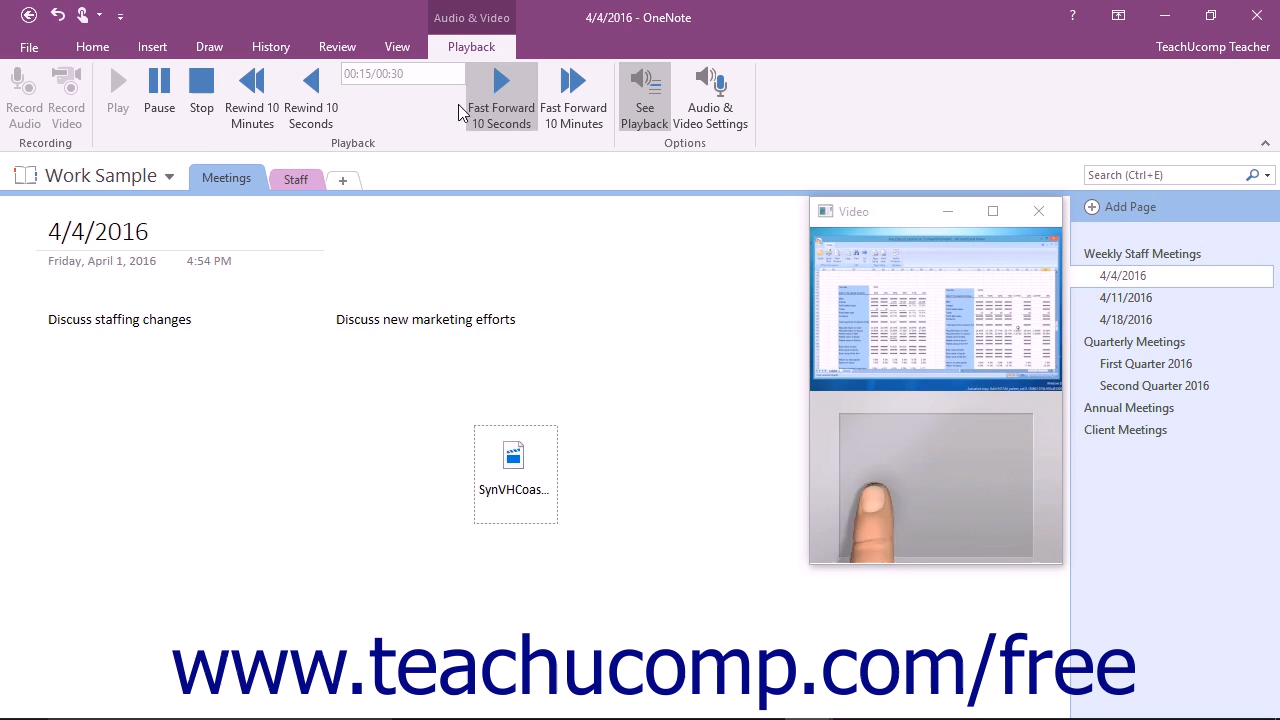 Audio & Video
4/4/2016 - OneNote
?
File
Home
Insert
Draw
History
Review
View
Playback
TeachUcomp Teacher
Record Audio
Record Video
Play
Pause
Stop
Rewind 10 Minutes
Rewind 10 Seconds
00:15/00:30
Fast Forward 10 Seconds
Fast Forward 10 Minutes
See Playback
Audio & Video Settings
Recording
Playback
Options
Work Sample
Meetings
Staff
+
Search (Ctrl+E)
4/4/2016
Friday, April 8, 2016
4:54 PM
Discuss staffing changes
Discuss new marketing efforts
SynVHCoas...
Video
Add Page
Weekly Staff Meetings
4/4/2016
4/11/2016
4/18/2016
Quarterly Meetings
First Quarter 2016
Second Quarter 2016
Annual Meetings
Client Meetings
www.teachucomp.com/free